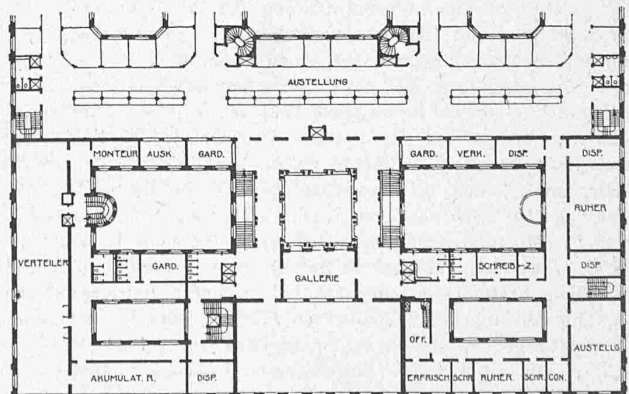 AUSTELLUNG
MONTEUR AUSK. GARD. GARD. VERK. DISP. DISP.
RUHER
VERTEILER GARD. SCHREIB-Z. DISP.
GALLERIE
OFF.
AUSTELLG
AKUMULAT. R. DISP. ERFRISCH SCHR. RUHER. SCHR. CON.